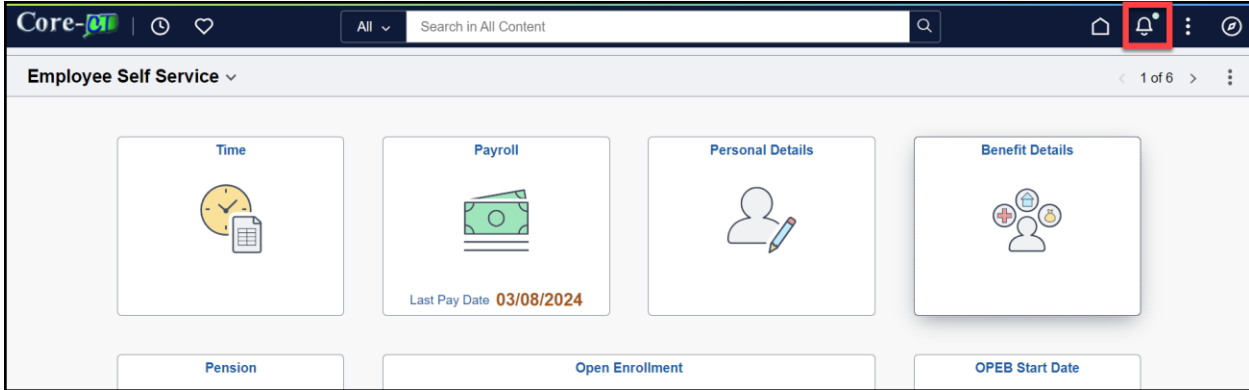 Core-CT
All
Search in All Content
Employee Self Service
1 of 6
Time
Payroll
Personal Details
Benefit Details
Last Pay Date 03/08/2024
Pension
Open Enrollment
OPEB Start Date